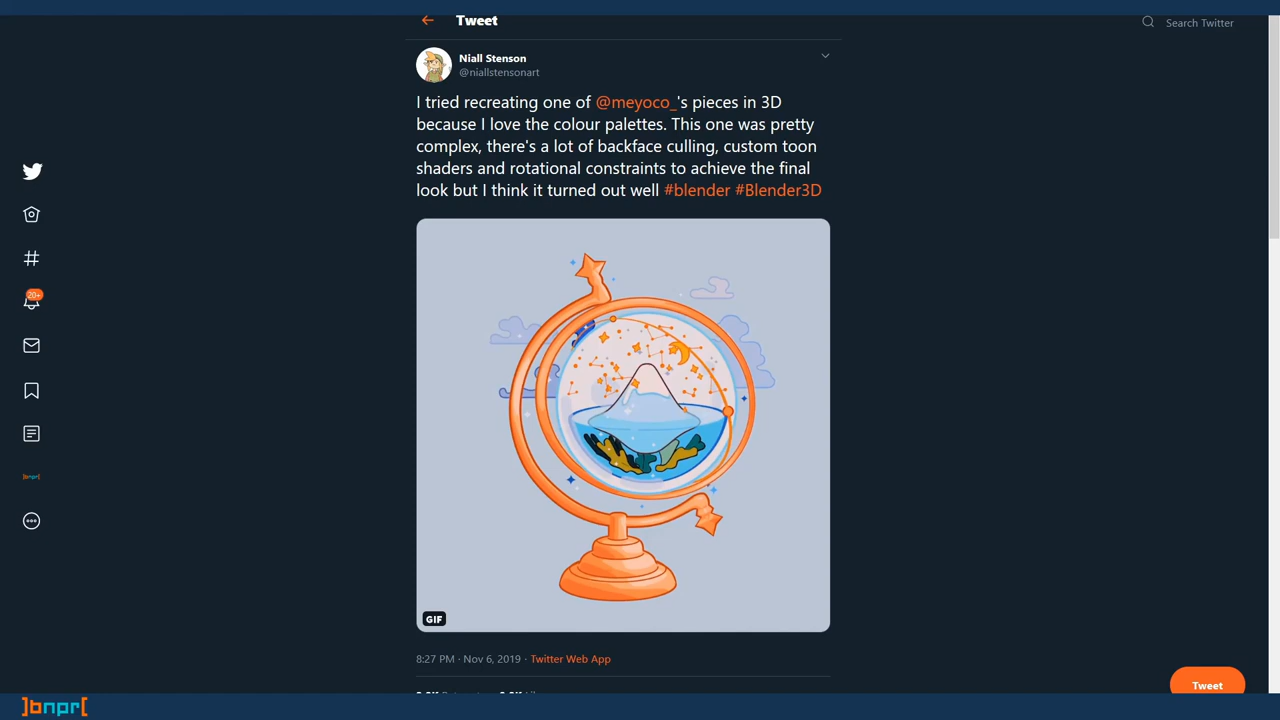 Tweet
Search Twitter
Niall Stenson
@niallstensonart
I tried recreating one of @meyoco_'s pieces in 3D
because I love the colour palettes. This one was pretty
complex, there's a lot of backface culling, custom toon
shaders and rotational constraints to achieve the final
look but I think it turned out well #blender #Blender3D
20+
]bnpr[
GIF
8:27 PM · Nov 6, 2019 · Twitter Web App
Tweet
]bnpr[